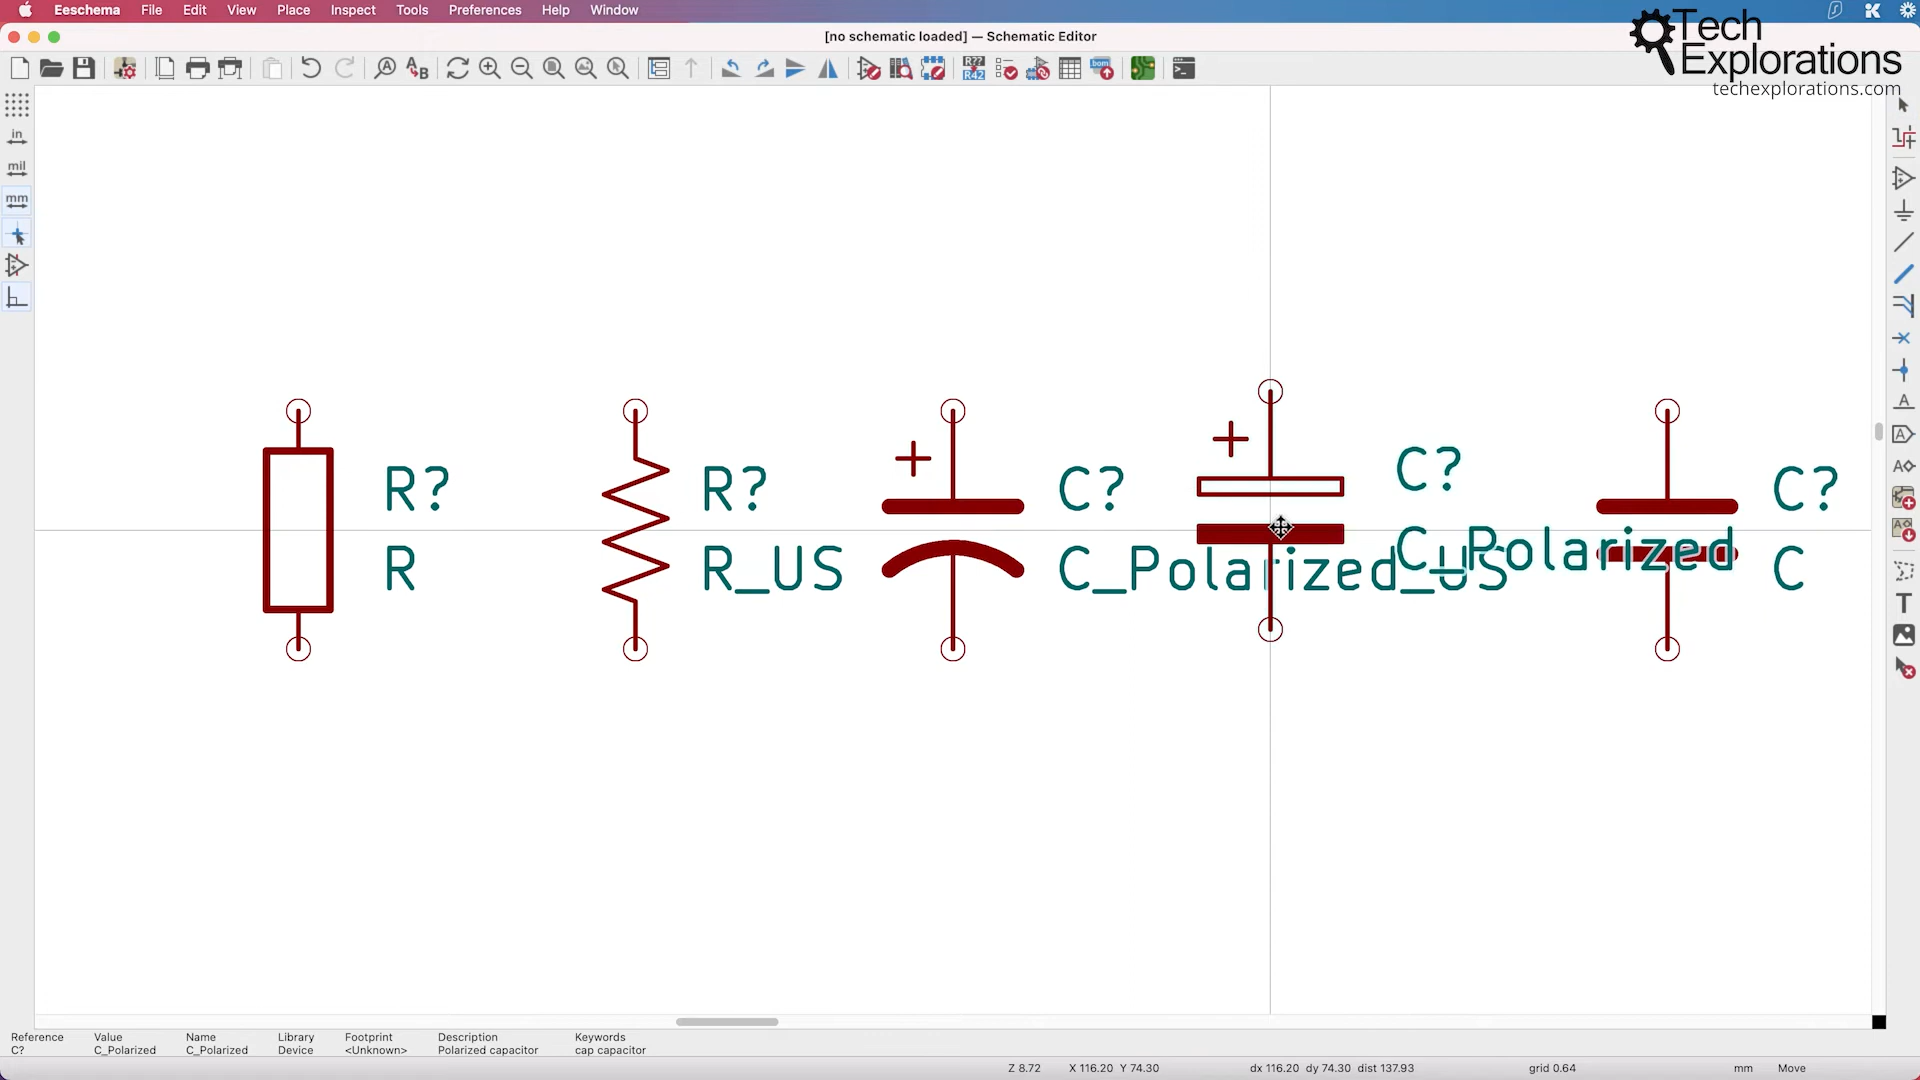 Eeschema File Edit View Place Inspect Tools Preferences Help Window
[no schematic loaded] — Schematic Editor
Tech
Explorations
techexplorations.com
in
mil
mm
R??
R42
bom
R?
R
R?
R_US
C?
C_Polarized_US
C?
C_Polarized
C?
C
Reference Value Name Library Footprint Description Keywords
C? C_Polarized C_Polarized Device <Unknown> Polarized capacitor cap capacitor
Z 8.72 X 116.20 Y 74.30 dx 116.20 dy 74.30 dist 137.93 grid 0.64 mm Move